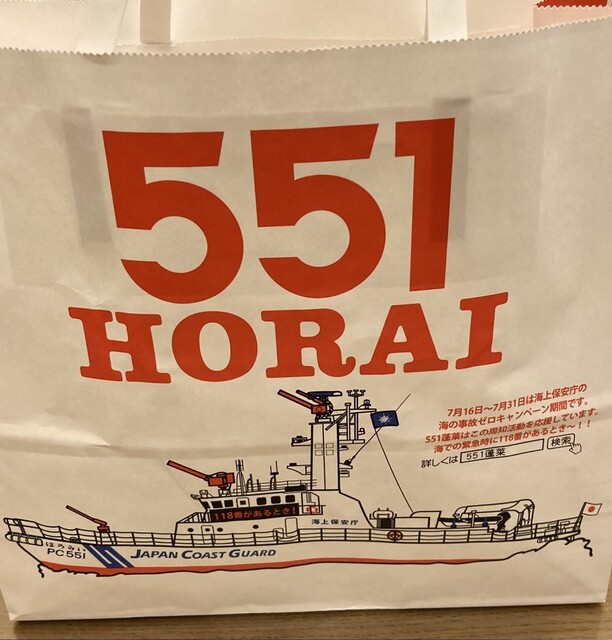 551
HORAI
7月16日～7月31日は海上保安庁の
海の事故ゼロキャンペーン期間です。
551蓬莱はこの周知活動を応援しています。
海での緊急時に118番があるとき～！！
詳しくは 551蓬莱 検索
118番があるとき！
海上保安庁
PC551
JAPAN COAST GUARD